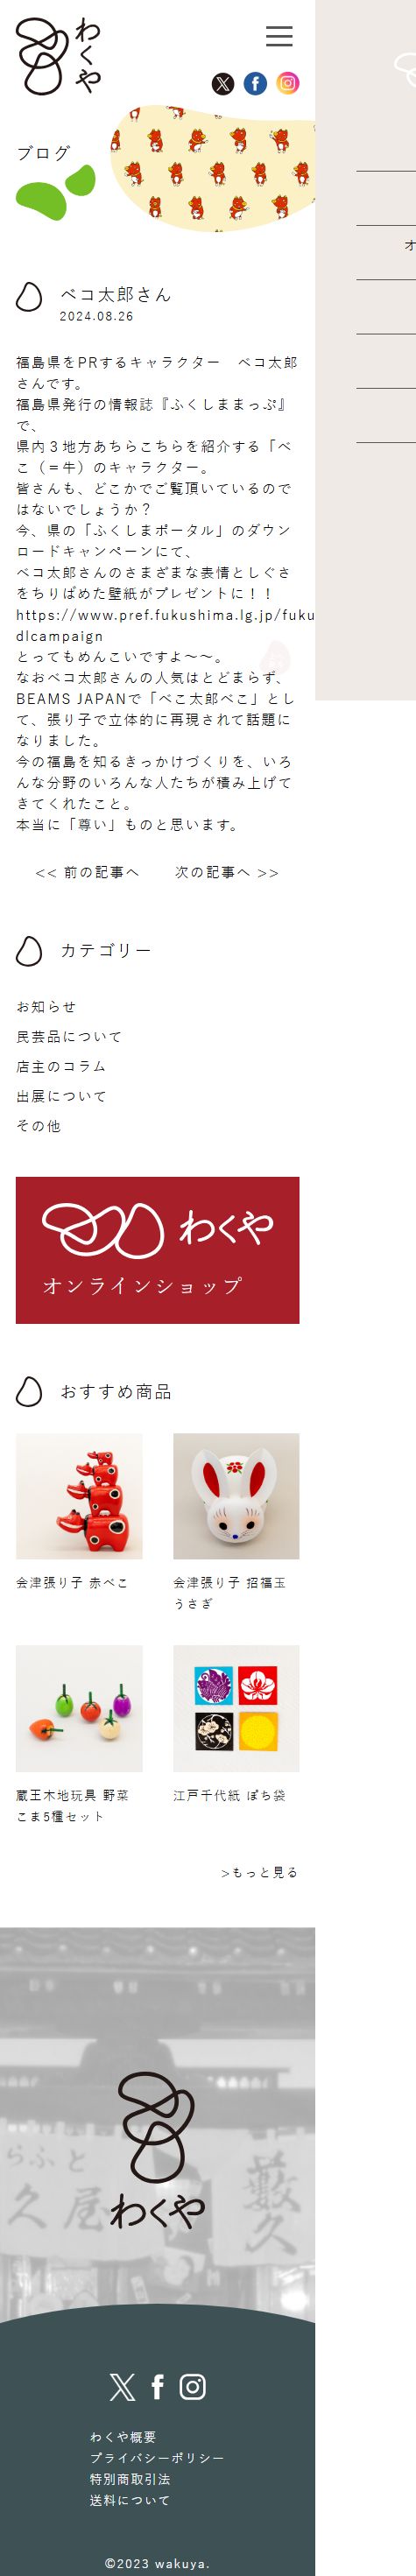 わくや
ブログ
オ
ベコ太郎さん
2024.08.26
福島県をPRするキャラクター　ベコ太郎
さんです。
福島県発行の情報誌『ふくしままっぷ』
で、
県内３地方あちらこちらを紹介する「べ
こ（＝牛）のキャラクター。
皆さんも、どこかでご覧頂いているので
はないでしょうか？
今、県の「ふくしまポータル」のダウン
ロードキャンペーンにて、
ベコ太郎さんのさまざまな表情としぐさ
をちりばめた壁紙がプレゼントに！！
https://www.pref.fukushima.lg.jp/fuku
dlcampaign
とってもめんこいですよ〜〜。
なおベコ太郎さんの人気はとどまらず、
BEAMS JAPANで「べこ太郎べこ」とし
て、張り子で立体的に再現されて話題に
なりました。
今の福島を知るきっかけづくりを、いろ
んな分野のいろんな人たちが積み上げて
きてくれたこと。
本当に「尊い」ものと思います。
<< 前の記事へ　次の記事へ >>
カテゴリー
お知らせ
民芸品について
店主のコラム
出展について
その他
わくや
オンラインショップ
おすすめ商品
会津張り子 赤べこ
会津張り子 招福玉
うさぎ
蔵王木地玩具 野菜
こま5種セット
江戸千代紙 ぽち袋
>もっと見る
らふと
久屋
藪久
わくや
わくや概要
プライバシーポリシー
特別商取引法
送料について
©2023 wakuya.